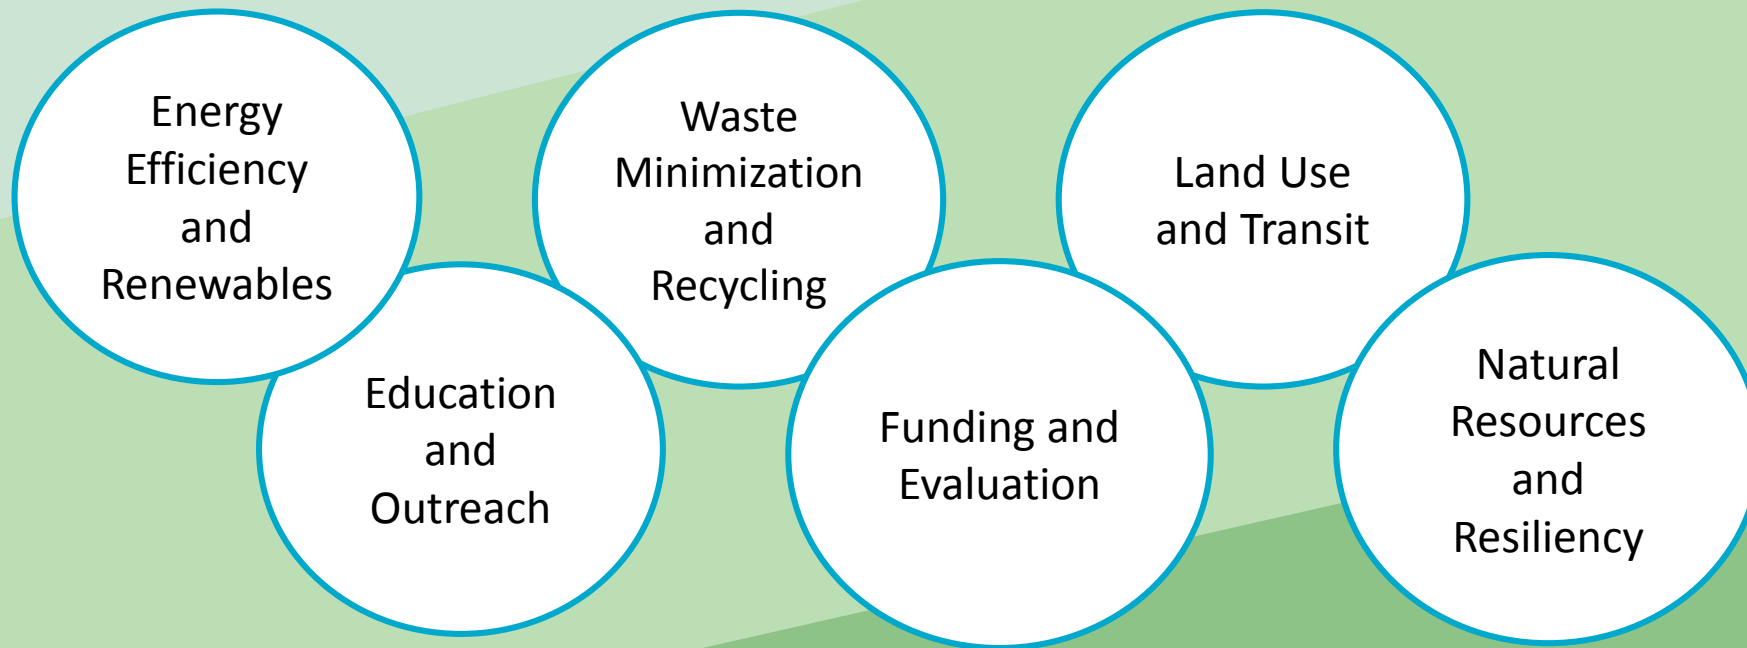 Energy
Efficiency
and
Renewables
Waste
Minimization
and
Recycling
Land Use
and Transit
Education
and
Outreach
Funding and
Evaluation
Natural
Resources
and
Resiliency